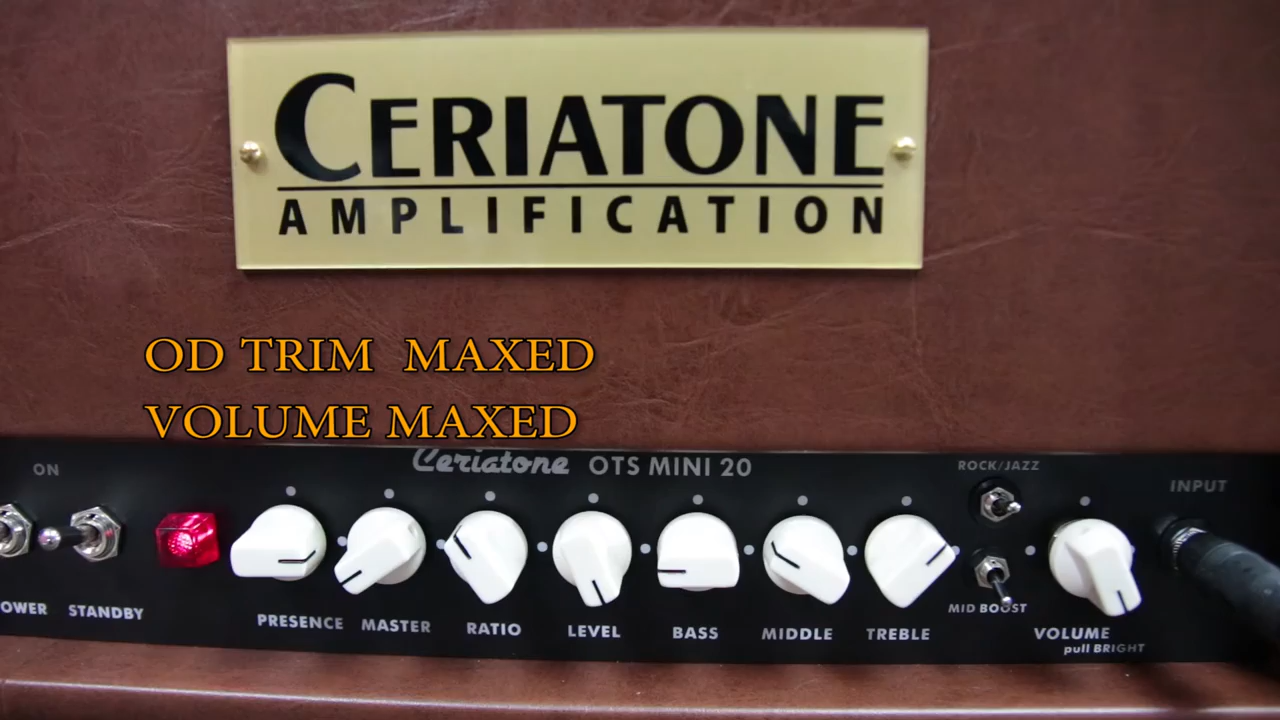 CERIATONE
AMPLIFICATION
OD TRIM MAXED
VOLUME MAXED
Ceriatone OTS MINI 20
ON
ROCK/JAZZ
INPUT
OWER STANDBY PRESENCE MASTER RATIO LEVEL BASS MIDDLE TREBLE
MID BOOST
VOLUME
pull BRIGHT